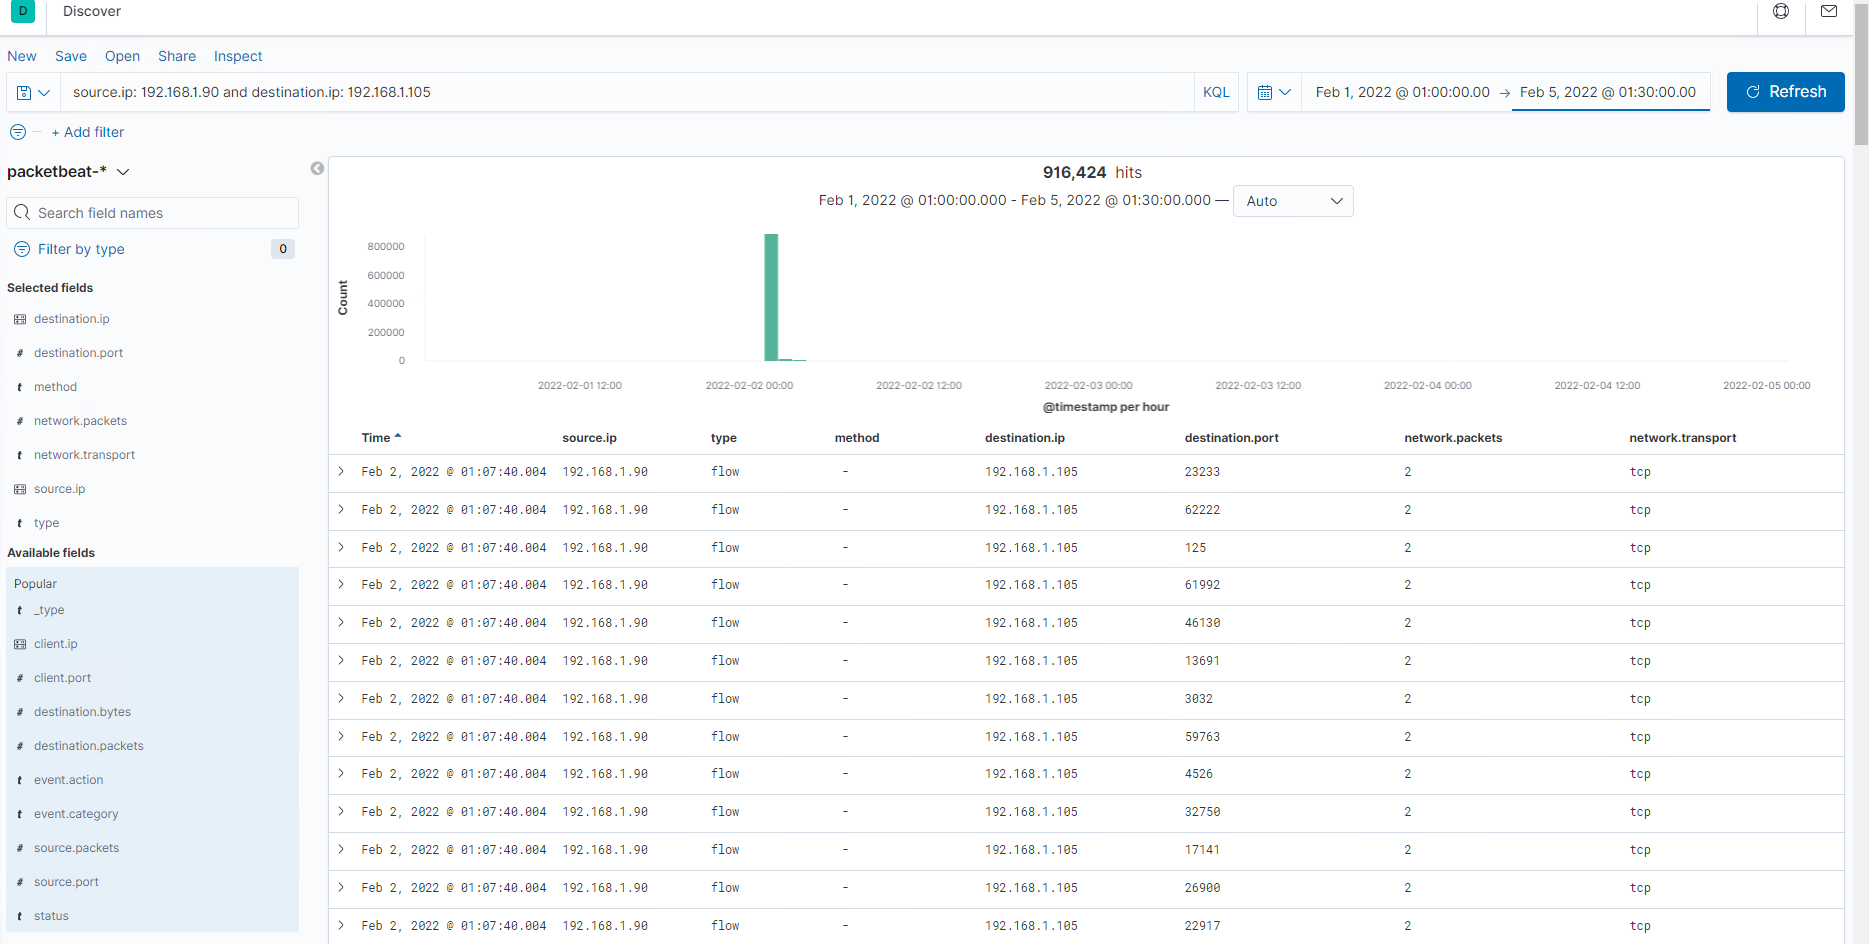 D Discover
New Save Open Share Inspect
source.ip: 192.168.1.90 and destination.ip: 192.168.1.105 KQL Feb 1, 2022 @ 01:00:00.00 → Feb 5, 2022 @ 01:30:00.00 Refresh
+ Add filter
packetbeat-*
Search field names
Filter by type 0
Selected fields
destination.ip
# destination.port
t method
# network.packets
t network.transport
source.ip
t type
Available fields
Popular
t _type
client.ip
# client.port
# destination.bytes
# destination.packets
t event.action
t event.category
# source.packets
# source.port
t status
916,424 hits
Feb 1, 2022 @ 01:00:00.000 - Feb 5, 2022 @ 01:30:00.000 — Auto
Count
800000
600000
400000
200000
0
2022-02-01 12:00 2022-02-02 00:00 2022-02-02 12:00 2022-02-03 00:00 2022-02-03 12:00 2022-02-04 00:00 2022-02-04 12:00 2022-02-05 00:00
@timestamp per hour
Time source.ip type method destination.ip destination.port network.packets network.transport
Feb 2, 2022 @ 01:07:40.004 192.168.1.90 flow - 192.168.1.105 23233 2 tcp
Feb 2, 2022 @ 01:07:40.004 192.168.1.90 flow - 192.168.1.105 62222 2 tcp
Feb 2, 2022 @ 01:07:40.004 192.168.1.90 flow - 192.168.1.105 125 2 tcp
Feb 2, 2022 @ 01:07:40.004 192.168.1.90 flow - 192.168.1.105 61992 2 tcp
Feb 2, 2022 @ 01:07:40.004 192.168.1.90 flow - 192.168.1.105 46130 2 tcp
Feb 2, 2022 @ 01:07:40.004 192.168.1.90 flow - 192.168.1.105 13691 2 tcp
Feb 2, 2022 @ 01:07:40.004 192.168.1.90 flow - 192.168.1.105 3032 2 tcp
Feb 2, 2022 @ 01:07:40.004 192.168.1.90 flow - 192.168.1.105 59763 2 tcp
Feb 2, 2022 @ 01:07:40.004 192.168.1.90 flow - 192.168.1.105 4526 2 tcp
Feb 2, 2022 @ 01:07:40.004 192.168.1.90 flow - 192.168.1.105 32750 2 tcp
Feb 2, 2022 @ 01:07:40.004 192.168.1.90 flow - 192.168.1.105 17141 2 tcp
Feb 2, 2022 @ 01:07:40.004 192.168.1.90 flow - 192.168.1.105 26900 2 tcp
Feb 2, 2022 @ 01:07:40.004 192.168.1.90 flow - 192.168.1.105 22917 2 tcp